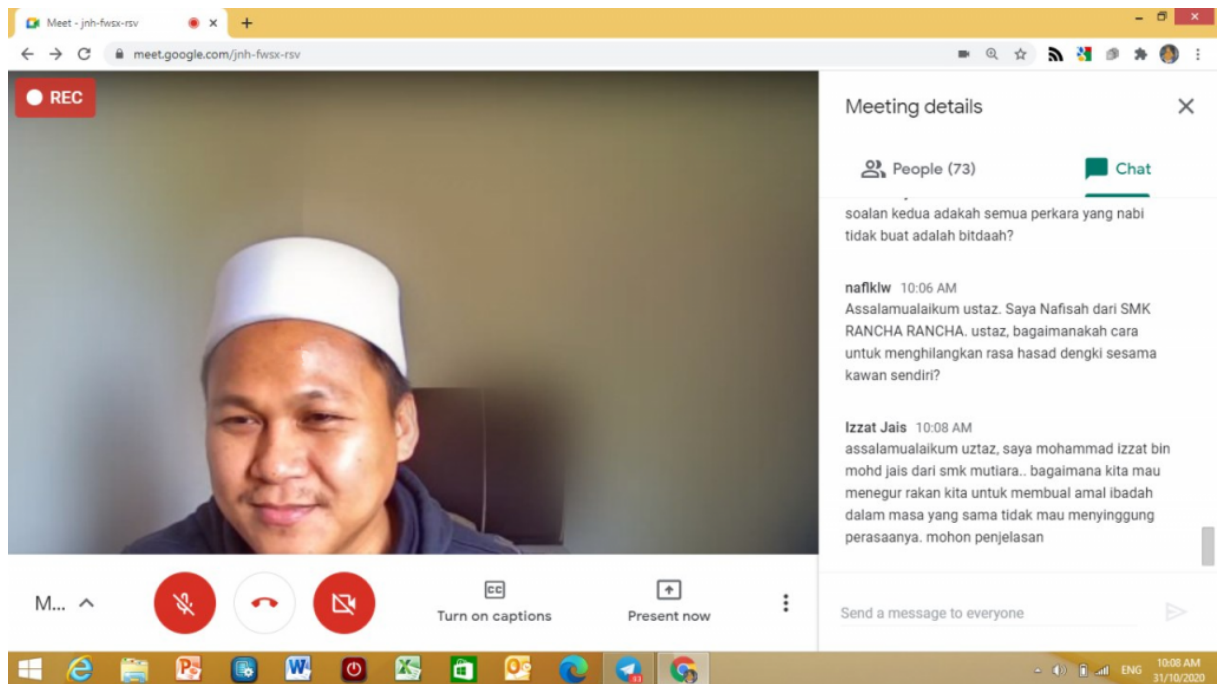 Meet - jnh-fwsx-rsv
meet.google.com/jnh-fwsx-rsv
REC
Meeting details
People (73)
Chat
soalan kedua adakah semua perkara yang nabi
tidak buat adalah bitdaah?
naflklw 10:06 AM
Assalamualaikum ustaz. Saya Nafisah dari SMK
RANCHA RANCHA. ustaz, bagaimanakah cara
untuk menghilangkan rasa hasad dengki sesama
kawan sendiri?
Izzat Jais 10:08 AM
assalamualaikum uztaz, saya mohammad izzat bin
mohd jais dari smk mutiara.. bagaimana kita mau
menegur rakan kita untuk membual amal ibadah
dalam masa yang sama tidak mau menyinggung
perasaanya. mohon penjelasan
M...
CC
Turn on captions
Present now
Send a message to everyone
ENG
10:08 AM
31/10/2020